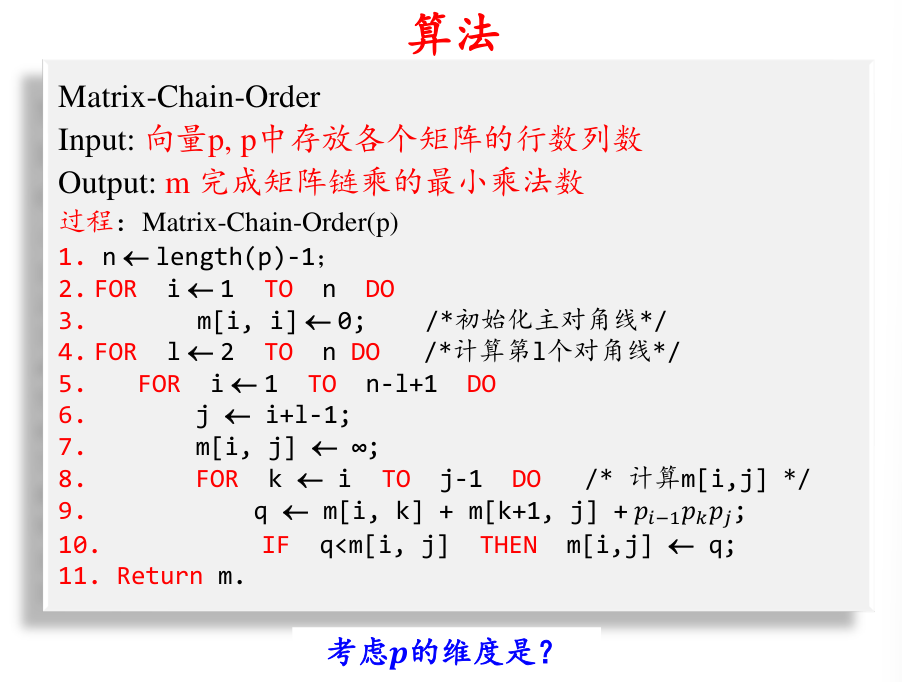 算法
Matrix-Chain-Order
Input: 向量p, p中存放各个矩阵的行数列数
Output: m 完成矩阵链乘的最小乘法数
过程：Matrix-Chain-Order(p)
1. n←length(p)-1;
2. FOR i←1 TO n DO
3. m[i, i]←0; /*初始化主对角线*/
4. FOR l←2 TO n DO /*计算第l个对角线*/
5. FOR i←1 TO n-l+1 DO
6. j ← i+l-1;
7. m[i, j] ← ∞;
8. FOR k ← i TO j-1 DO /* 计算m[i,j] */
9. q ← m[i, k] + m[k+1, j] + pᵢ₋₁pₖpⱼ;
10. IF q<m[i, j] THEN m[i,j] ← q;
11. Return m.
考虑p的维度是?